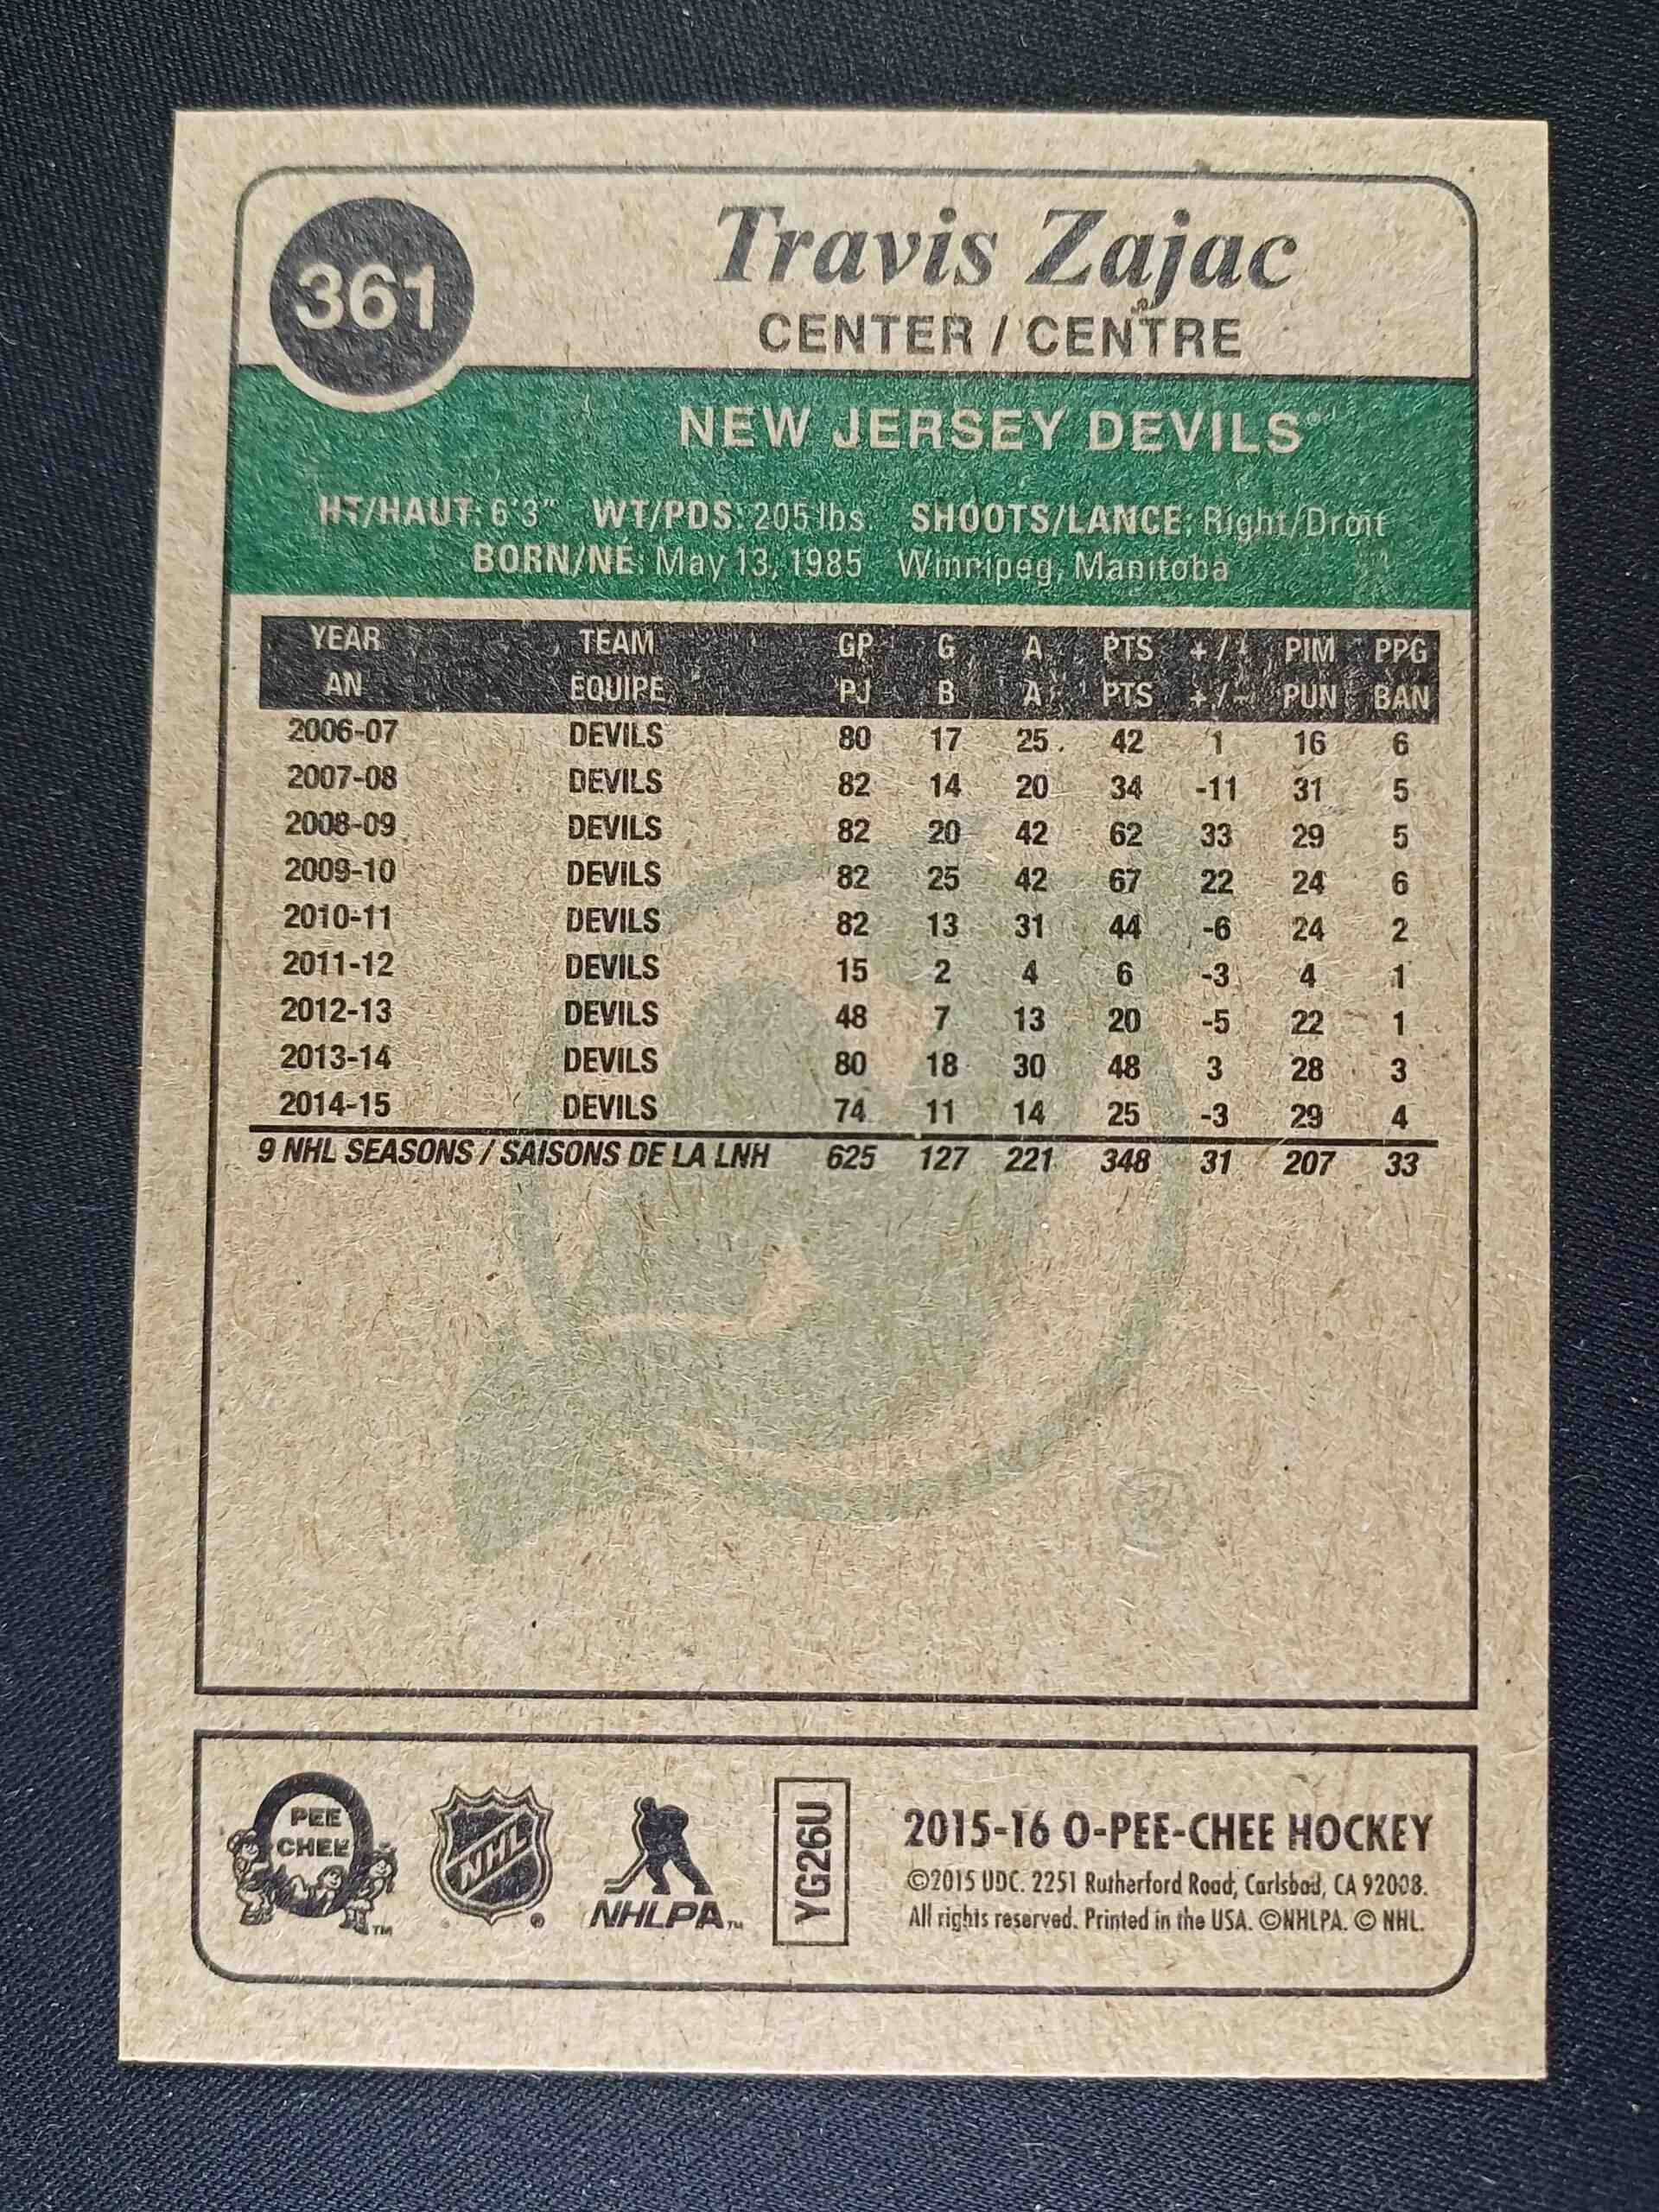 361
Travis Zajac
CENTER / CENTRE
NEW JERSEY DEVILS
HT/HAUT: 6'3" WT/PDS: 205 lbs. SHOOTS/LANCE: Right/Droit
BORN/NÉ: May 13, 1985 Winnipeg, Manitoba
YEAR TEAM GP G A PTS +/- PIM PPG
AN ÉQUIPE PJ B A PTS +/- PUN BAN
2006-07 DEVILS 80 17 25 42 1 16 6
2007-08 DEVILS 82 14 20 34 -11 31 5
2008-09 DEVILS 82 20 42 62 33 29 5
2009-10 DEVILS 82 25 42 67 22 24 6
2010-11 DEVILS 82 13 31 44 -6 24 2
2011-12 DEVILS 15 2 4 6 -3 4 1
2012-13 DEVILS 48 7 13 20 -5 22 1
2013-14 DEVILS 80 18 30 48 3 28 3
2014-15 DEVILS 74 11 14 25 -3 29 4
9 NHL SEASONS / SAISONS DE LA LNH 625 127 221 348 31 207 33
PEE
CHEE
TM
NHL
®
NHLPA™
YG26U
2015-16 O-PEE-CHEE HOCKEY
©2015 UDC. 2251 Rutherford Road, Carlsbad, CA 92008.
All rights reserved. Printed in the USA. ©NHLPA. © NHL.